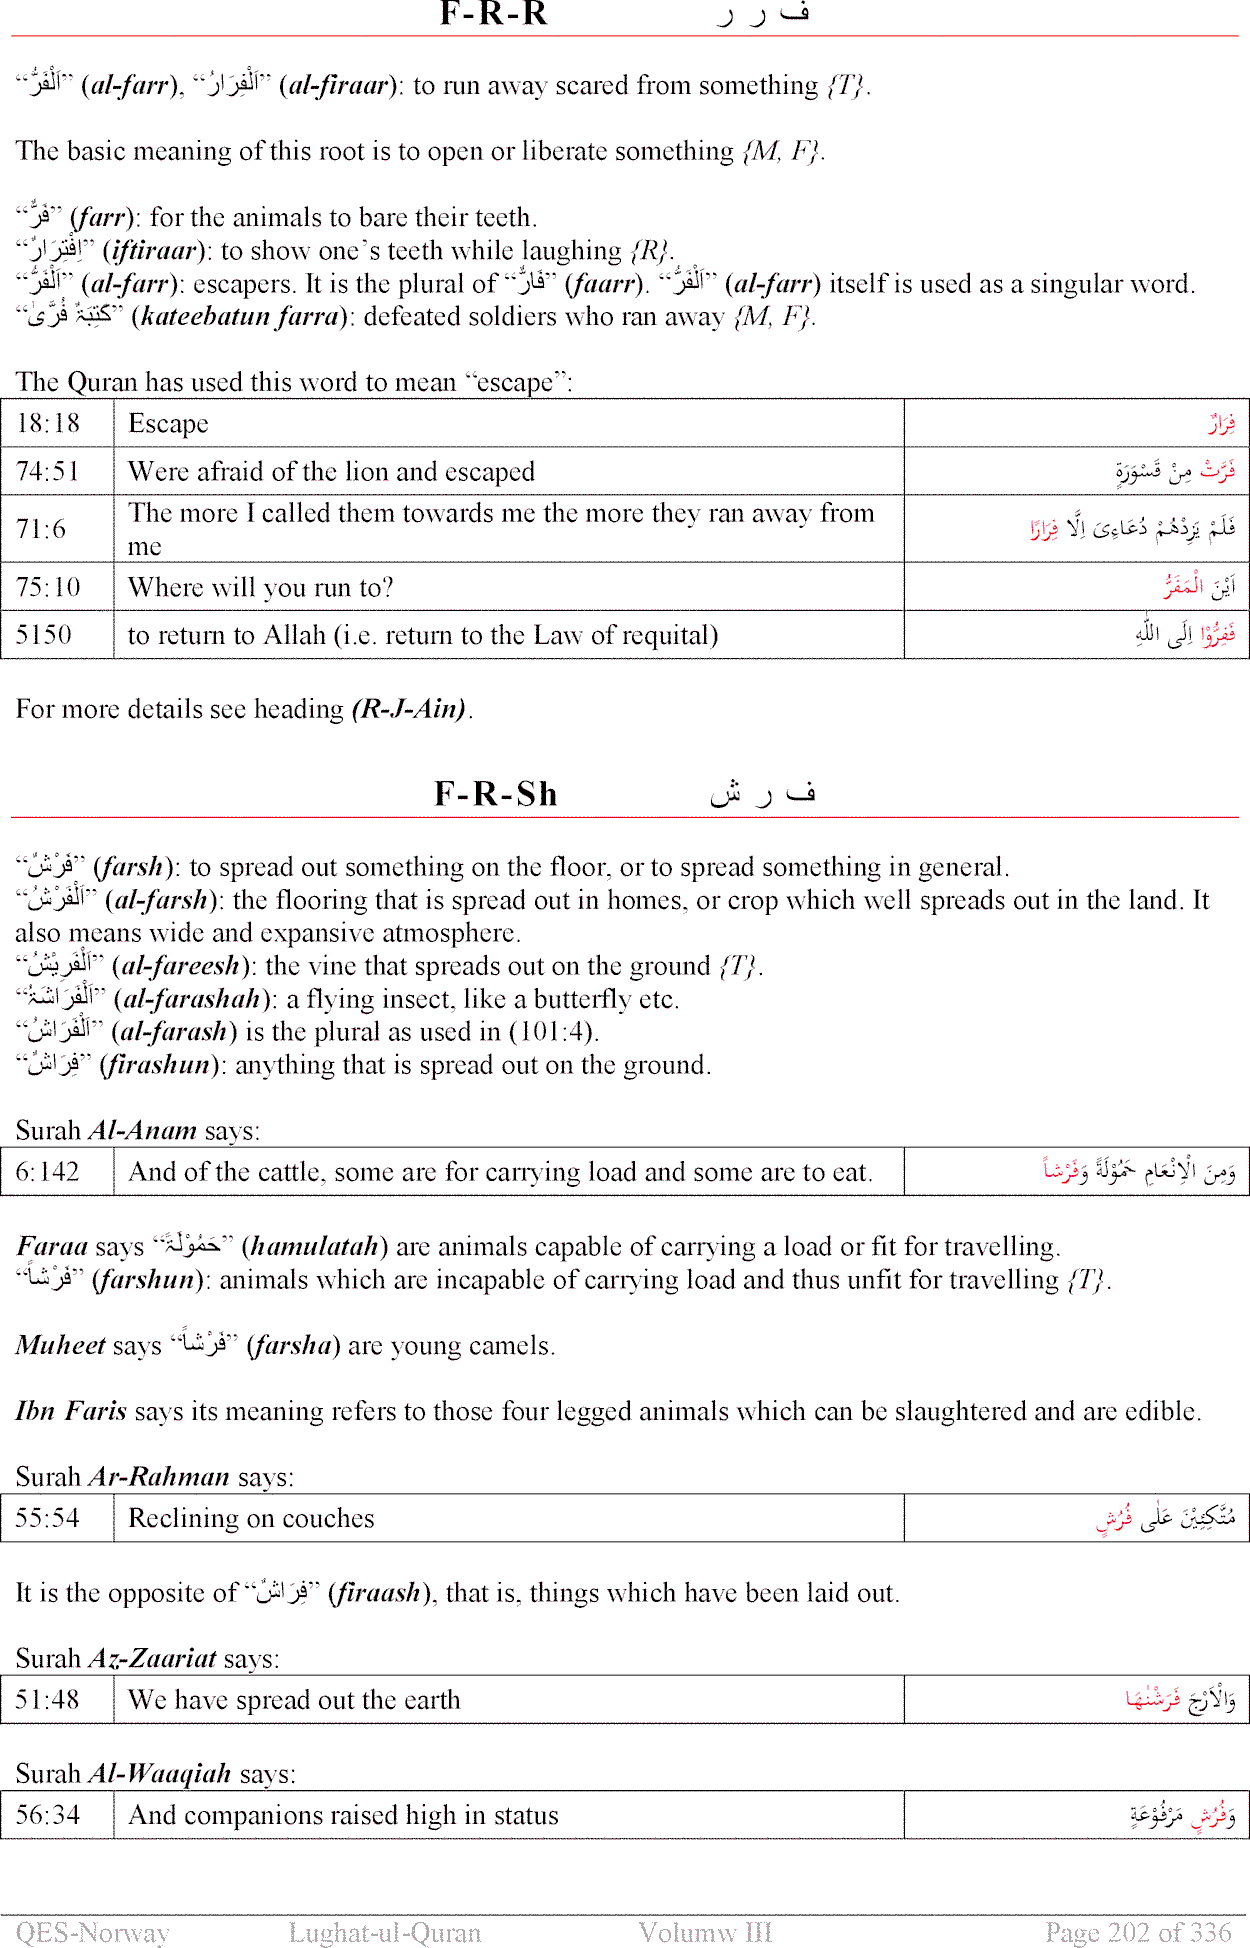 F-R-R ف ر ر
“اَلْفَرُّ” (al-farr), “اَلْفِرَارُ” (al-firaar): to run away scared from something {T}.
The basic meaning of this root is to open or liberate something {M, F}.
“فَرٌّ” (farr): for the animals to bare their teeth.
“اِفْتِرَارٌ” (iftiraar): to show one’s teeth while laughing {R}.
“اَلْفَرُّ” (al-farr): escapers. It is the plural of “فَارٌّ” (faarr). “اَلْفَرُّ” (al-farr) itself is used as a singular word.
“كَتِيْبَةٌ فُرّٰى” (kateebatun farra): defeated soldiers who ran away {M, F}.
The Quran has used this word to mean “escape”:
18:18 Escape فِرَارٌ
74:51 Were afraid of the lion and escaped فَرَّتْ مِنْ قَسْوَرَةٍ
71:6 The more I called them towards me the more they ran away from me فَلَمْ يَزِدْهُمْ دُعَاءِىْ اِلَّا فِرَارًا
75:10 Where will you run to? اَيْنَ الْمَفَرُّ
5150 to return to Allah (i.e. return to the Law of requital) فَفِرُّوْا اِلَى اللّٰهِ
For more details see heading (R-J-Ain).
F-R-Sh ف ر ش
“فَرْشٌ” (farsh): to spread out something on the floor, or to spread something in general.
“اَلْفَرْشُ” (al-farsh): the flooring that is spread out in homes, or crop which well spreads out in the land. It
also means wide and expansive atmosphere.
“اَلْفَرِيْشُ” (al-fareesh): the vine that spreads out on the ground {T}.
“اَلْفَرَاشَةُ” (al-farashah): a flying insect, like a butterfly etc.
“اَلْفَرَاشُ” (al-farash) is the plural as used in (101:4).
“فِرَاشٌ” (firashun): anything that is spread out on the ground.
Surah Al-Anam says:
6:142 And of the cattle, some are for carrying load and some are to eat. وَمِنَ الْاِنْعَامِ حَمُوْلَةً وَفَرْشاً
Faraa says “حَمُوْلَةً” (hamulatah) are animals capable of carrying a load or fit for travelling.
“فَرْشاً” (farshun): animals which are incapable of carrying load and thus unfit for travelling {T}.
Muheet says “فَرْشاً” (farsha) are young camels.
Ibn Faris says its meaning refers to those four legged animals which can be slaughtered and are edible.
Surah Ar-Rahman says:
55:54 Reclining on couches مُتَّكِئِيْنَ عَلٰى فُرُشٍ
It is the opposite of “فِرَاشٌ” (firaash), that is, things which have been laid out.
Surah Az-Zaariat says:
51:48 We have spread out the earth وَالْاَرْجَ فَرَشْنٰهَا
Surah Al-Waaqiah says:
56:34 And companions raised high in status وَفُرُشٍ مَرْفُوْعَةٍ
QES-Norway Lughat-ul-Quran Volumw III Page 202 of 336